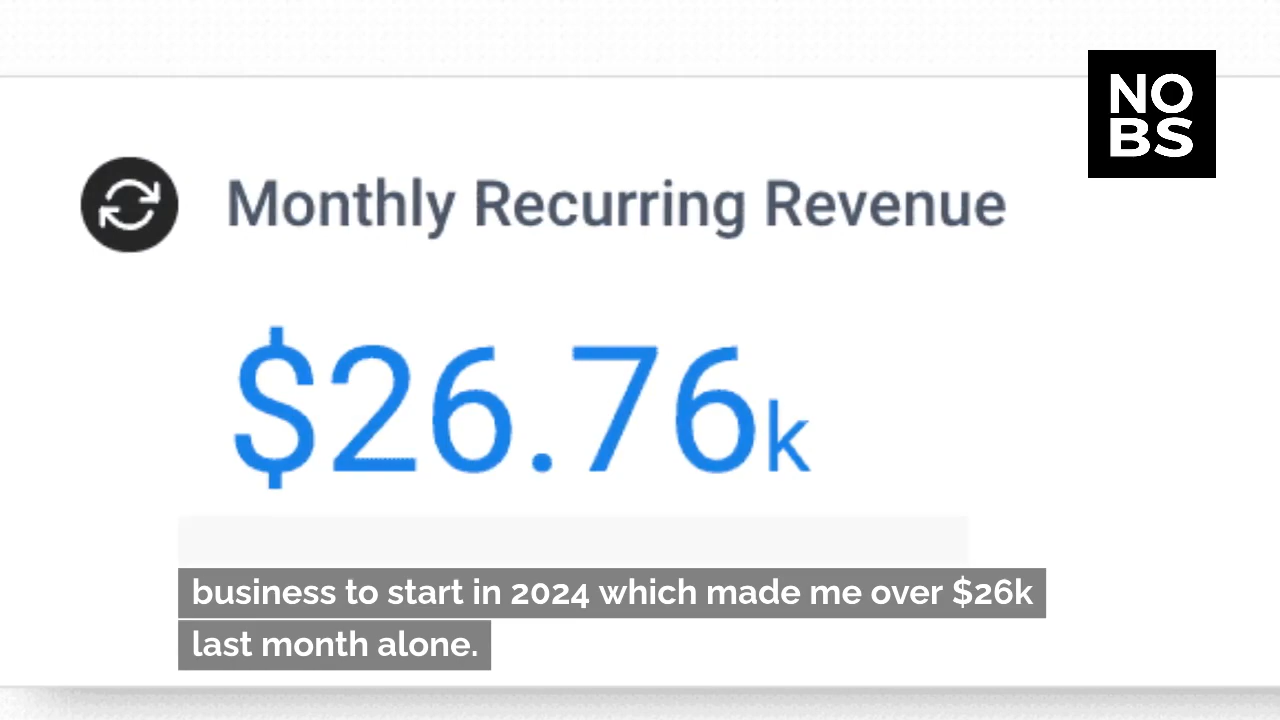 NO
BS
Monthly Recurring Revenue
$26.76k
business to start in 2024 which made me over $26k
last month alone.